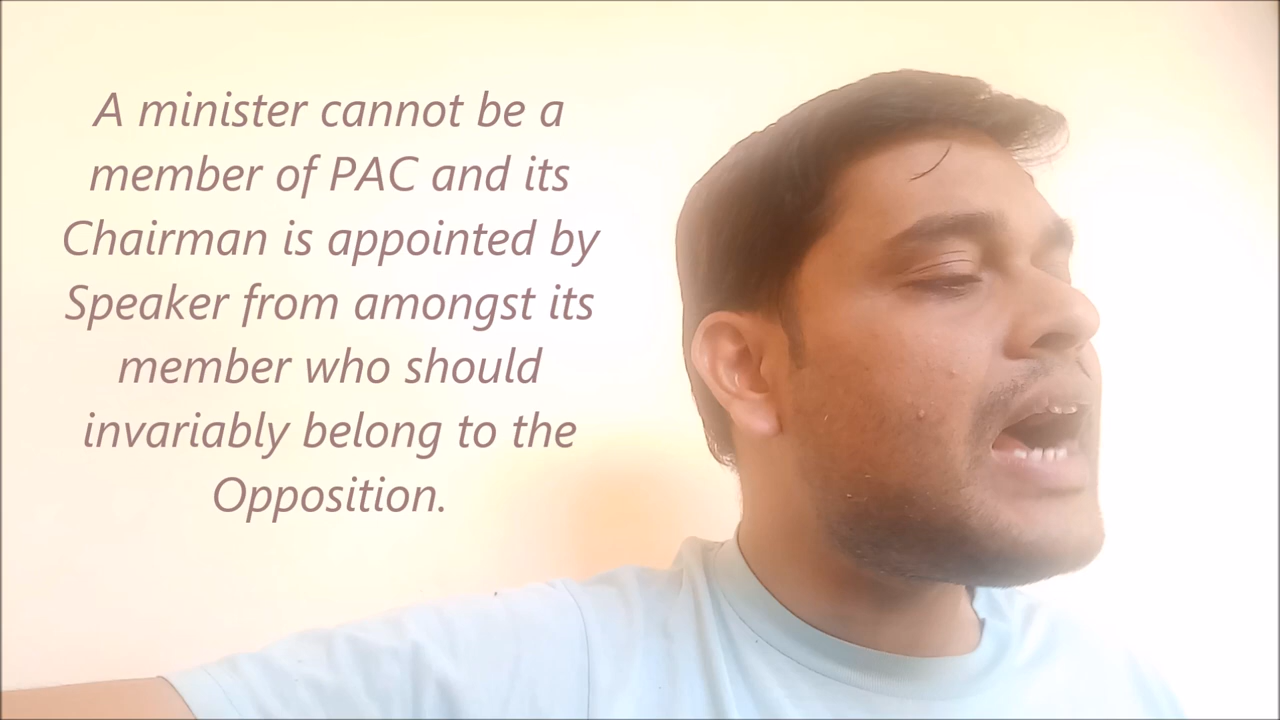 A minister cannot be a
member of PAC and its
Chairman is appointed by
Speaker from amongst its
member who should
invariably belong to the
Opposition.